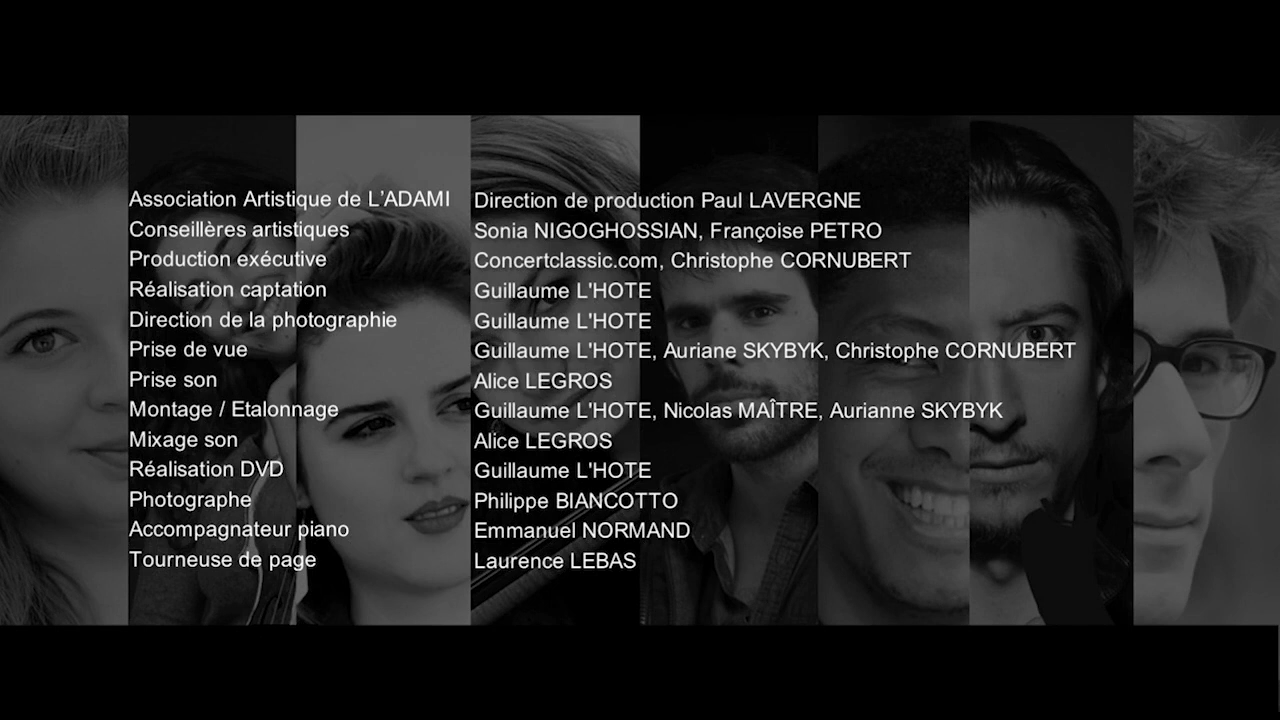 Association Artistique de L’ADAMI Direction de production Paul LAVERGNE
Conseillères artistiques Sonia NIGOGHOSSIAN, Françoise PETRO
Production exécutive Concertclassic.com, Christophe CORNUBERT
Réalisation captation Guillaume L'HOTE
Direction de la photographie Guillaume L'HOTE
Prise de vue Guillaume L'HOTE, Auriane SKYBYK, Christophe CORNUBERT
Prise son Alice LEGROS
Montage / Etalonnage Guillaume L'HOTE, Nicolas MAÎTRE, Aurianne SKYBYK
Mixage son Alice LEGROS
Réalisation DVD Guillaume L'HOTE
Photographe Philippe BIANCOTTO
Accompagnateur piano Emmanuel NORMAND
Tourneuse de page Laurence LEBAS